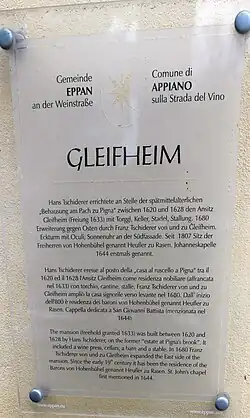 Gemeinde
EPPAN
an der Weinstraße
Comune di
APPIANO
sulla Strada del Vino
GLEIFHEIM
Hans Tschiderer errichtete an Stelle der spätmittelalterlichen
„Behausung am Pach zu Pigna“ zwischen 1620 und 1628 den Ansitz
Gleifheim (Freiung 1633) mit Torggl, Keller, Stadel, Stallung. 1680
Erweiterung gegen Osten durch Franz Tschiderer von und zu Gleifheim.
Eckturm mit Oculi, Sonnenuhr an der Südfassade. Seit 1807 Sitz der
Freiherren von Hohenbühel genannt Heufler zu Rasen. Johanneskapelle
1644 erstmals genannt.
Hans Tschiderer eresse al posto della „casa al ruscello a Pigna“ tra il
1620 ed il 1628 l'Ansitz Gleifheim come residenza nobiliare (affrancata
nel 1633) con torchio, cantine, stalle. Franz Tschiderer von und zu
Gleifheim ampliò la casa signorile verso levante nel 1680. Dall' inizio
dell'800 è residenza dei baroni von Hohenbühel genannt Heufler zu
Rasen. Cappella dedicata a San Giovanni Battista (menzionata nel
1644).
The mansion (freehold granted 1633) was built between 1620 and
1628 by Hans Tschiderer, on the former "estate at Pigna's brook". It
included a wine press, cellars, a barn and a stable. In 1680 Franz
Tschiderer von und zu Gleifheim expanded the East side of the
mansion. Since the early 19th century it has been the residence of the
Barons von Hohenbühel genannt Heufler zu Rasen. St. John's chapel
first mentioned in 1644.